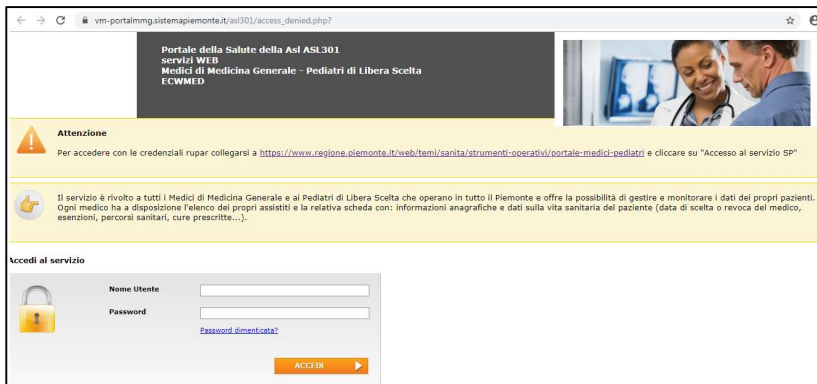 vm-portalmmg.sistemapiemonte.it/asl301/access_denied.php?
Portale della Salute della Asl ASL301
servizi WEB
Medici di Medicina Generale - Pediatri di Libera Scelta
ECWMED
Attenzione
Per accedere con le credenziali rupar collegarsi a https://www.regione.piemonte.it/web/temi/sanita/strumenti-operativi/portale-medici-pediatri e cliccare su "Accesso al servizio SP"
Il servizio è rivolto a tutti i Medici di Medicina Generale e ai Pediatri di Libera Scelta che operano in tutto il Piemonte e offre la possibilità di gestire e monitorare i dati dei propri pazienti.
Ogni medico ha a disposizione l'elenco dei propri assistiti e la relativa scheda con: informazioni anagrafiche e dati sulla vita sanitaria del paziente (data di scelta o revoca del medico,
esenzioni, percorsi sanitari, cure prescritte...).
Accedi al servizio
Nome Utente
Password
Password dimenticata?
ACCEDI